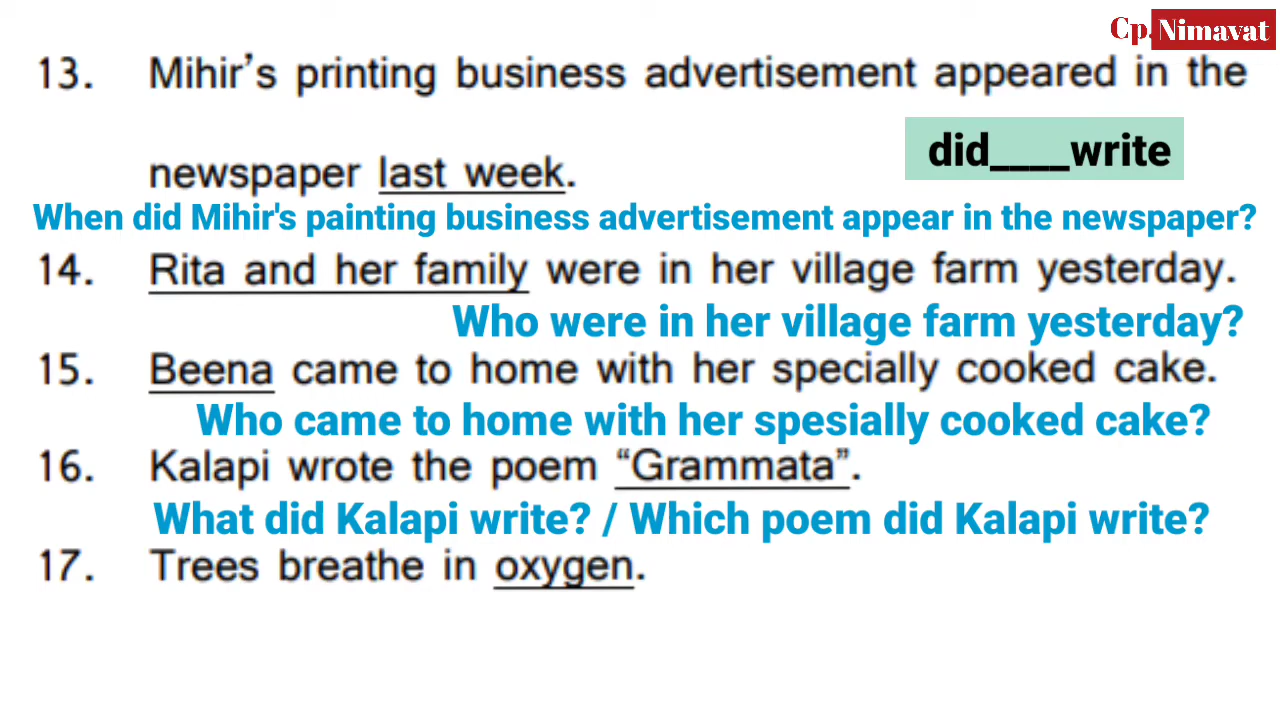 Cp. Nimavat
13. Mihir's printing business advertisement appeared in the
did____write
newspaper last week.
When did Mihir's painting business advertisement appear in the newspaper?
14. Rita and her family were in her village farm yesterday.
Who were in her village farm yesterday?
15. Beena came to home with her specially cooked cake.
Who came to home with her spesially cooked cake?
16. Kalapi wrote the poem “Grammata”.
What did Kalapi write? / Which poem did Kalapi write?
17. Trees breathe in oxygen.